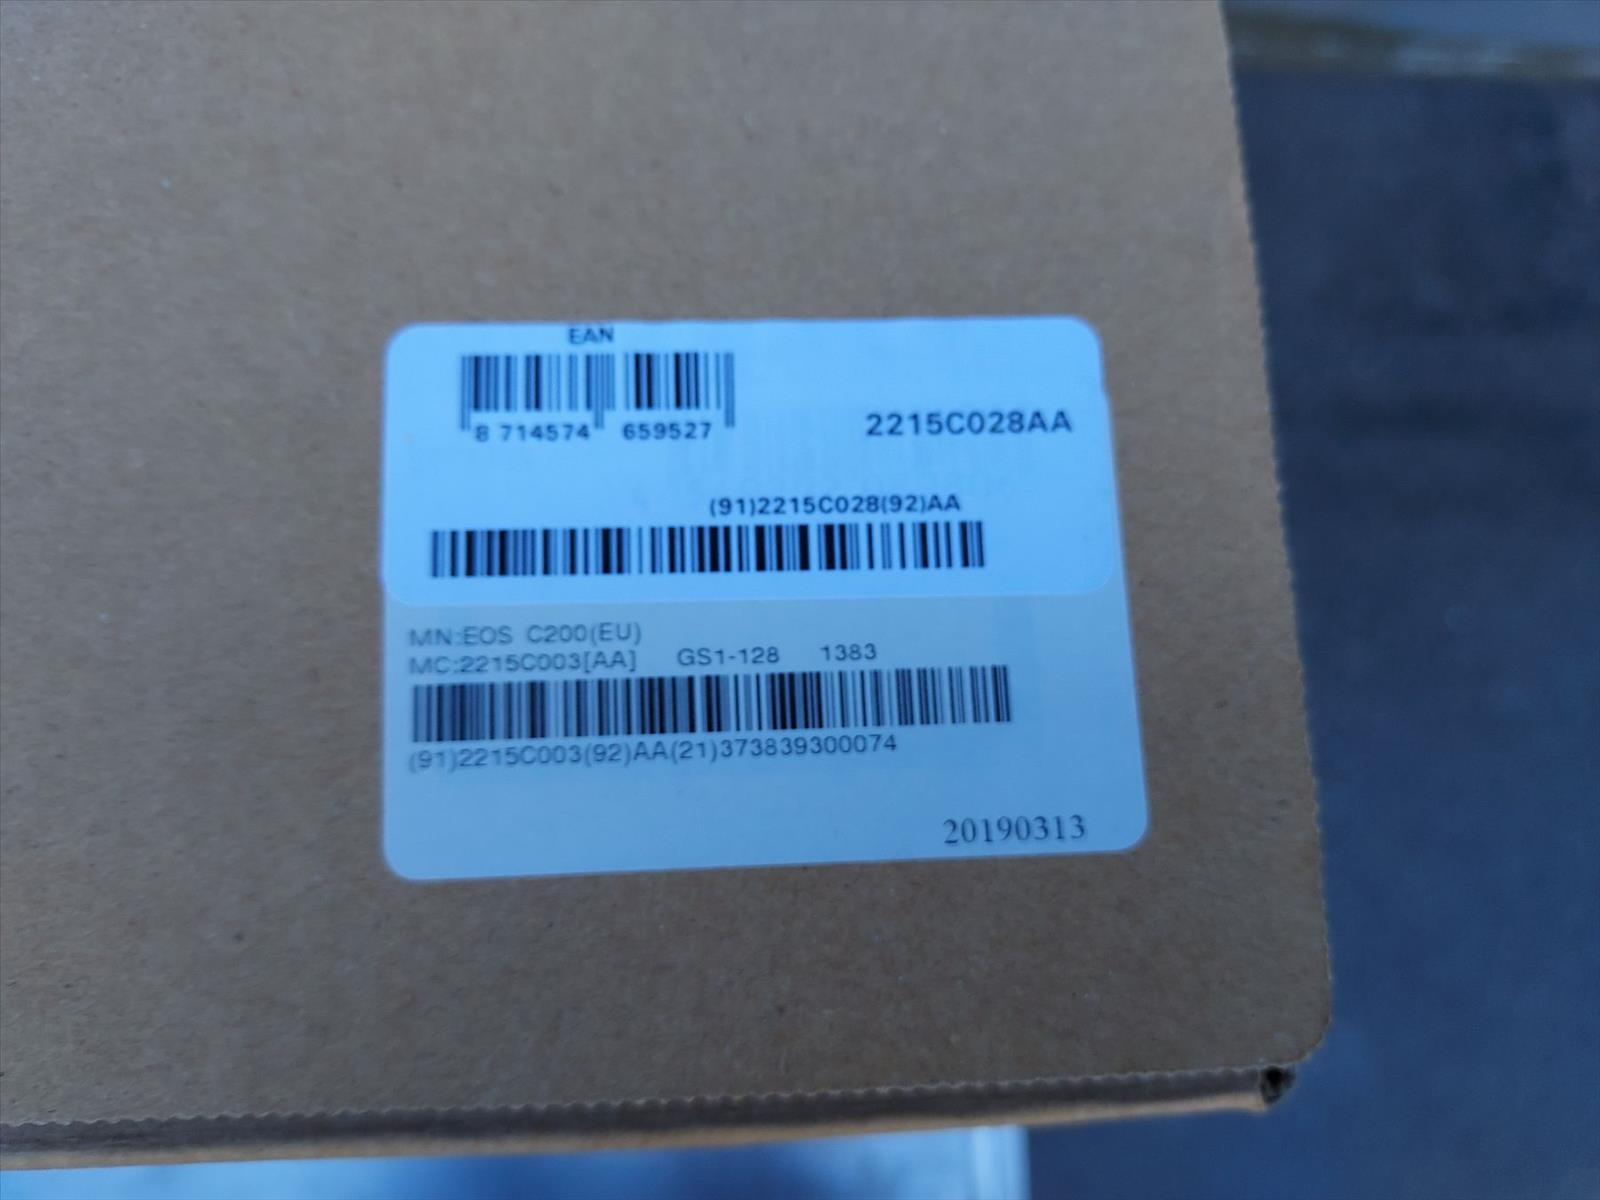 EAN
8 714574 659527
2215C028AA
(91)2215C028(92)AA
MN:EOS C200(EU)
MC:2215C003[AA] GS1-128 1383
(91)2215C003(92)AA(21)373839300074
20190313